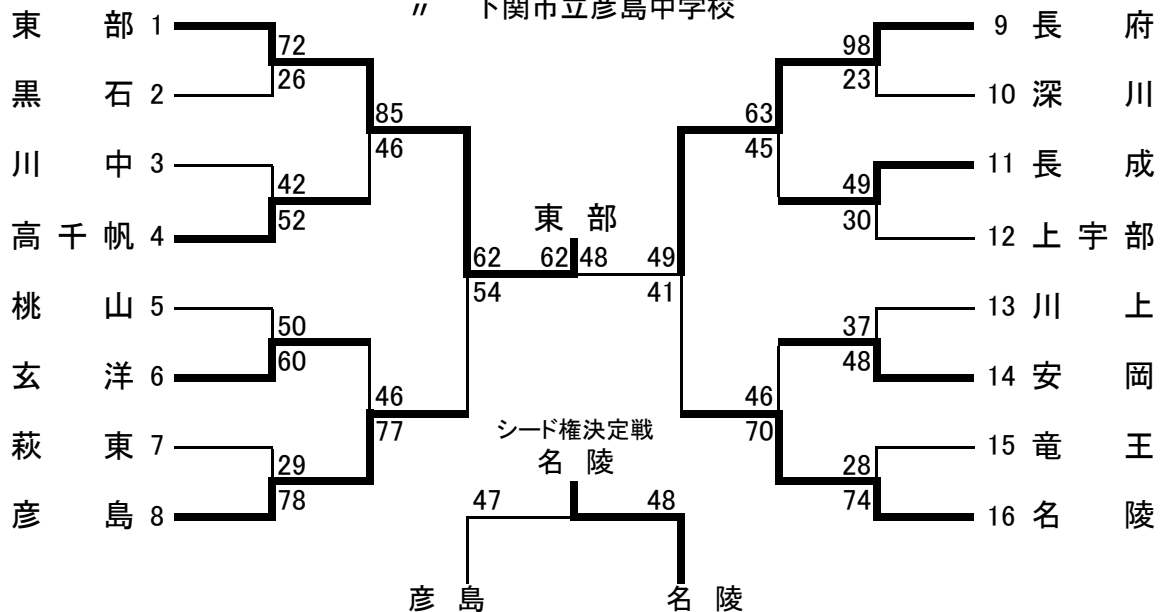 〃 下関市立彦島中学校
東部 1
72
26
黒石 2
85
46
川中 3
42
52
高千帆 4
62
54
桃山 5
50
60
玄洋 6
46
77
萩東 7
29
78
彦島 8
東部
62 48
シード権決定戦
名陵
47 48
彦島 名陵
9 長府
98
23
10 深川
63
45
11 長成
49
30
12 上宇部
49
41
13 川上
37
48
14 安岡
46
70
15 竜王
28
74
16 名陵